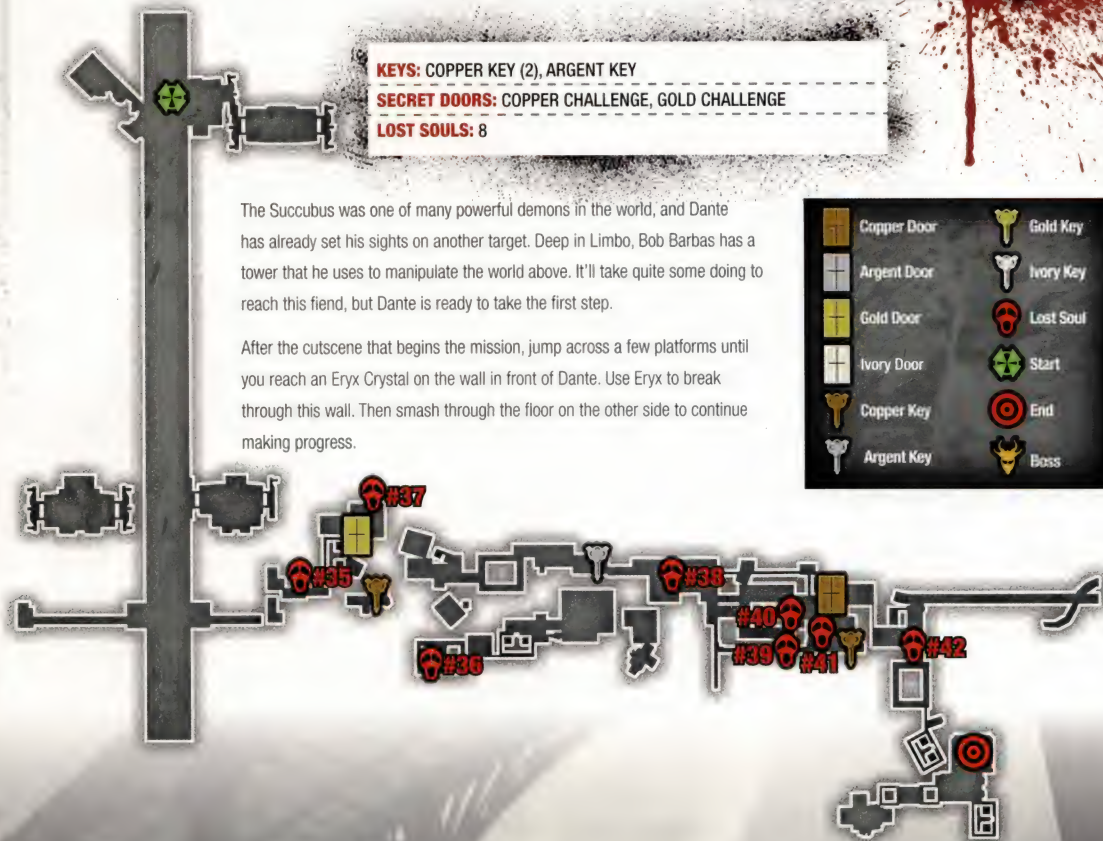 KEYS: COPPER KEY (2), ARGENT KEY
SECRET DOORS: COPPER CHALLENGE, GOLD CHALLENGE
LOST SOULS: 8
The Succubus was one of many powerful demons in the world, and Dante
has already set his sights on another target. Deep in Limbo, Bob Barbas has a
tower that he uses to manipulate the world above. It'll take quite some doing to
reach this fiend, but Dante is ready to take the first step.
After the cutscene that begins the mission, jump across a few platforms until
you reach an Eryx Crystal on the wall in front of Dante. Use Eryx to break
through this wall. Then smash through the floor on the other side to continue
making progress.
Copper Door
Argent Door
Gold Door
Ivory Door
Copper Key
Argent Key
Gold Key
Ivory Key
Lost Soul
Start
End
Boss
#37
#35
#38
#40
#36
#39
#41
#42